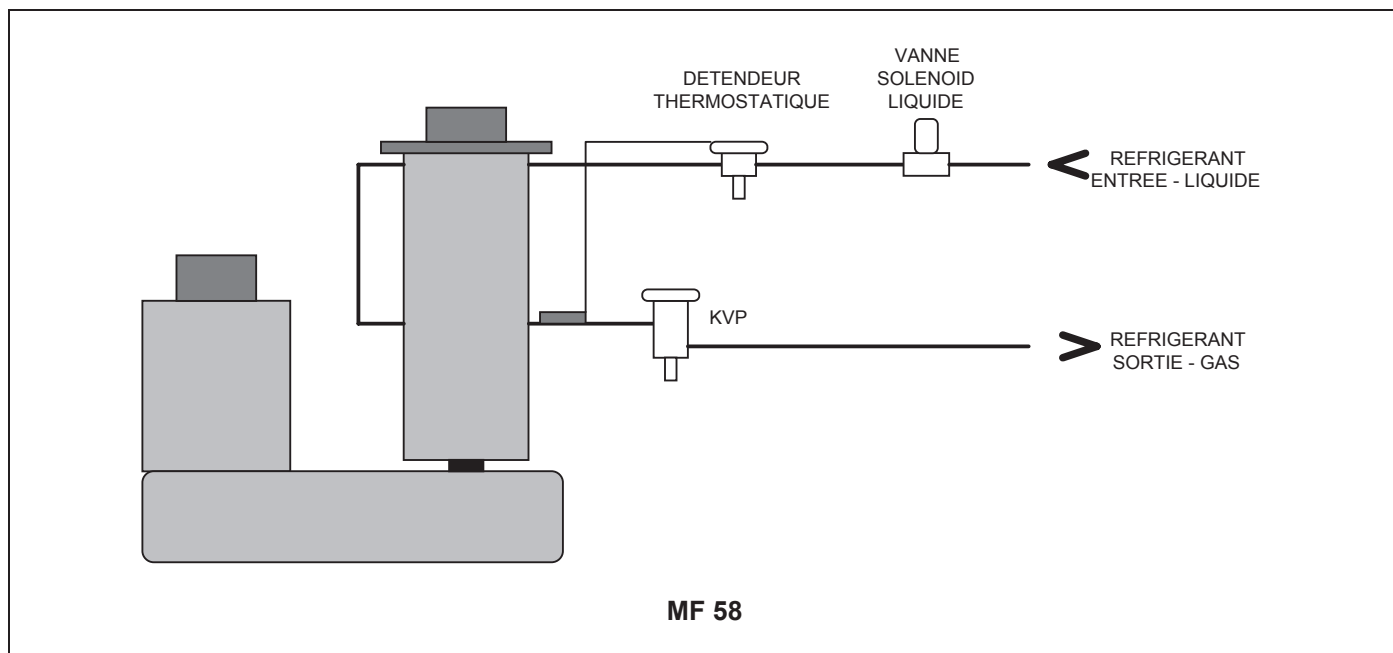 VANNE
SOLENOID
LIQUIDE
DETENDEUR
THERMOSTATIQUE
REFRIGERANT
ENTREE - LIQUIDE
KVP
REFRIGERANT
SORTIE - GAS
MF 58